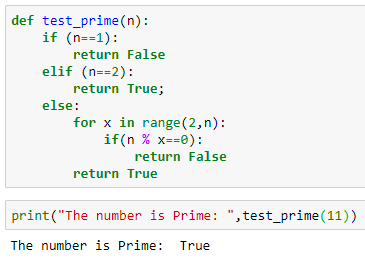 def test_prime(n):
    if (n==1):
        return False
    elif (n==2):
        return True;
    else:
        for x in range(2,n):
            if(n % x==0):
                return False
        return True
print("The number is Prime: ",test_prime(11))
The number is Prime:  True